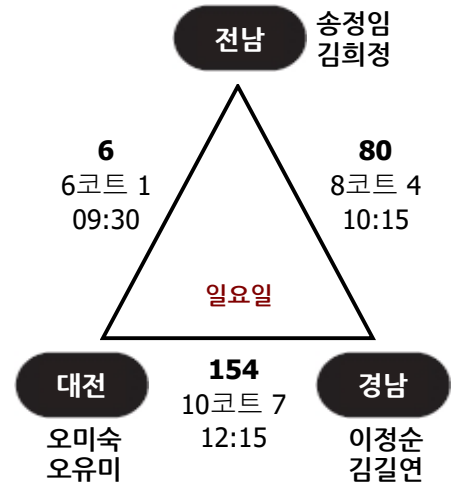 전남
송정임
김희정
6
6코트 1
09:30
80
8코트 4
10:15
일요일
대전
오미숙
오유미
154
10코트 7
12:15
경남
이정순
김길연